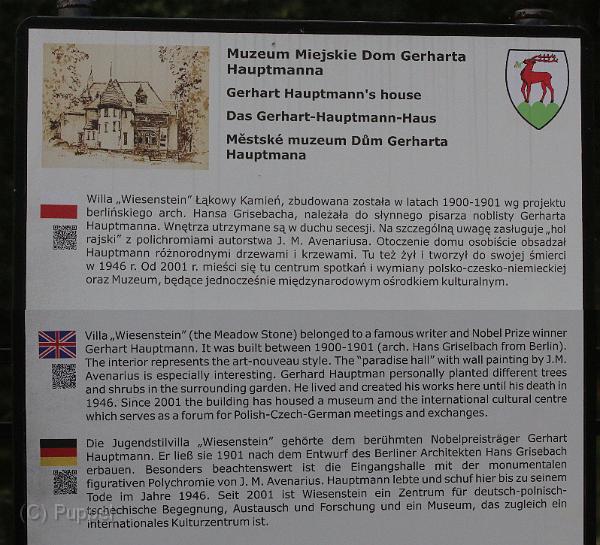 Muzeum Miejskie Dom Gerharta
Hauptmanna
Gerhart Hauptmann's house
Das Gerhart-Hauptmann-Haus
Městské muzeum Dům Gerharta
Hauptmana
Willa „Wiesenstein” Łąkowy Kamień, zbudowana została w latach 1900-1901 wg projektu
berlińskiego arch. Hansa Grisebacha, należała do słynnego pisarza noblisty Gerharta
Hauptmanna. Wnętrza utrzymane są w duchu secesji. Na szczególną uwagę zasługuje „hol
rajski” z polichromiami autorstwa J. M. Avenariusa. Otoczenie domu osobiście obsadzał
Hauptmann różnorodnymi drzewami i krzewami. Tu też żył i tworzył do swojej śmierci
w 1946 r. Od 2001 r. mieści się tu centrum spotkań i wymiany polsko-czesko-niemieckiej
oraz Muzeum, będące jednocześnie międzynarodowym ośrodkiem kulturalnym.
Villa „Wiesenstein” (the Meadow Stone) belonged to a famous writer and Nobel Prize winner
Gerhart Hauptmann. It was built between 1900-1901 (arch. Hans Griselbach from Berlin).
The interior represents the art-nouveau style. The “paradise hall” with wall painting by J.M.
Avenarius is especially interesting. Gerhard Hauptman personally planted different trees
and shrubs in the surrounding garden. He lived and created his works here until his death in
1946. Since 2001 the building has housed a museum and the international cultural centre
which serves as a forum for Polish-Czech-German meetings and exchanges.
Die Jugendstilvilla „Wiesenstein” gehörte dem berühmten Nobelpreisträger Gerhart
Hauptmann. Er ließ sie 1901 nach dem Entwurf des Berliner Architekten Hans Grisebach
erbauen. Besonders beachtenswert ist die Eingangshalle mit der monumentalen
figurativen Polychromie von J. M. Avenarius. Hauptmann lebte und schuf hier bis zu seinem
Tode im Jahre 1946. Seit 2001 ist Wiesenstein ein Zentrum für deutsch-polnisch-
tschechische Begegnung, Austausch und Forschung und ein Museum, das zugleich ein
internationales Kulturzentrum ist.
(C) Pupper